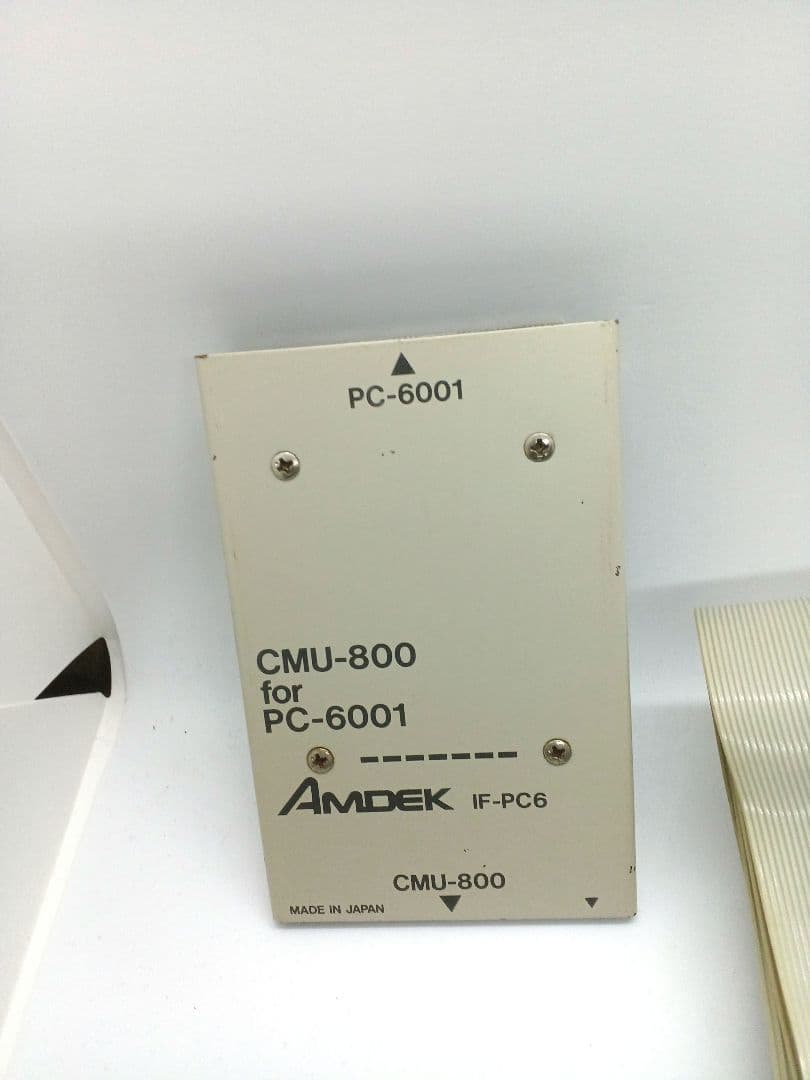 PC-6001
CMU-800
for
PC-6001
AMDEK IF-PC6
CMU-800
MADE IN JAPAN